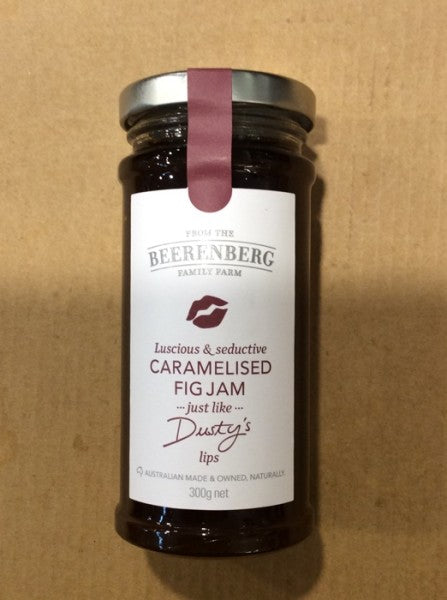 FROM THE
BEERENBERG
FAMILY FARM
Luscious & seductive
CARAMELISED
FIG JAM
... just like ...
Dusty's
lips
AUSTRALIAN MADE & OWNED, NATURALLY.
300g net